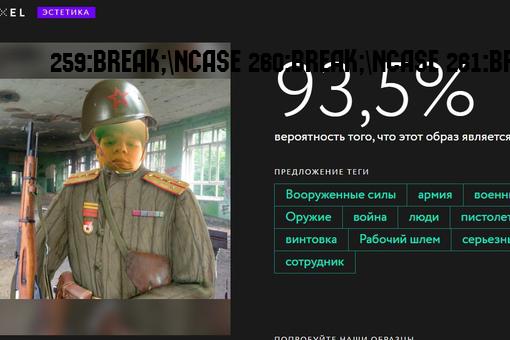 XEL ЭСТЕТИКА
259:BREAK;\NCASE 260:BREAK;\NCASE 261:BR
93,5%
вероятность того, что этот образ является
ПРЕДЛОЖЕНИЕ ТЕГИ
Вооруженные силы армия военн
Оружие война люди пистолет
винтовка Рабочий шлем серьезнь
сотрудник
ПОПРОБУЙТЕ НАШИ ОБРАЗЦЫ